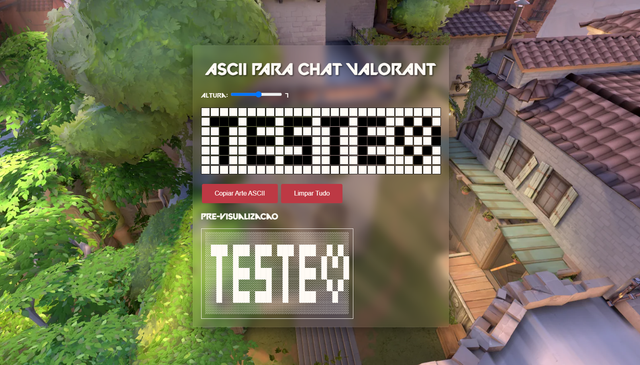 ASCII PARA CHAT VALORANT
ALTURA: 7
TESTE
Copiar Arte ASCII Limpar Tudo
PRE-VISUALIZACAO
TESTE